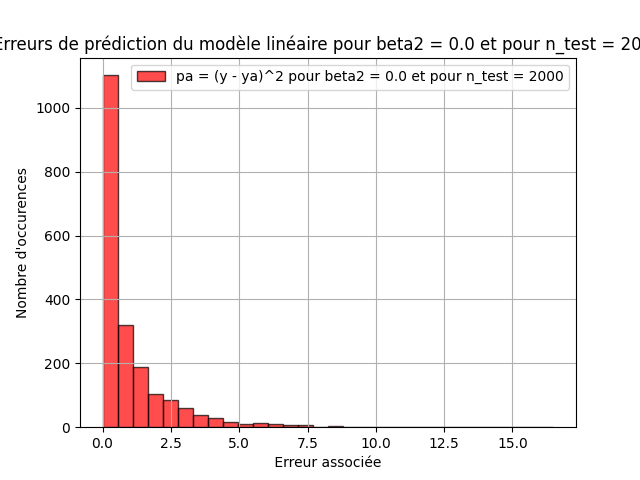 Erreurs de prédiction du modèle linéaire pour beta2 = 0.0 et pour n_test = 20
pa = (y - ya)^2 pour beta2 = 0.0 et pour n_test = 2000
Nombre d'occurences
1000
800
600
400
200
0
0.0 2.5 5.0 7.5 10.0 12.5 15.0
Erreur associée